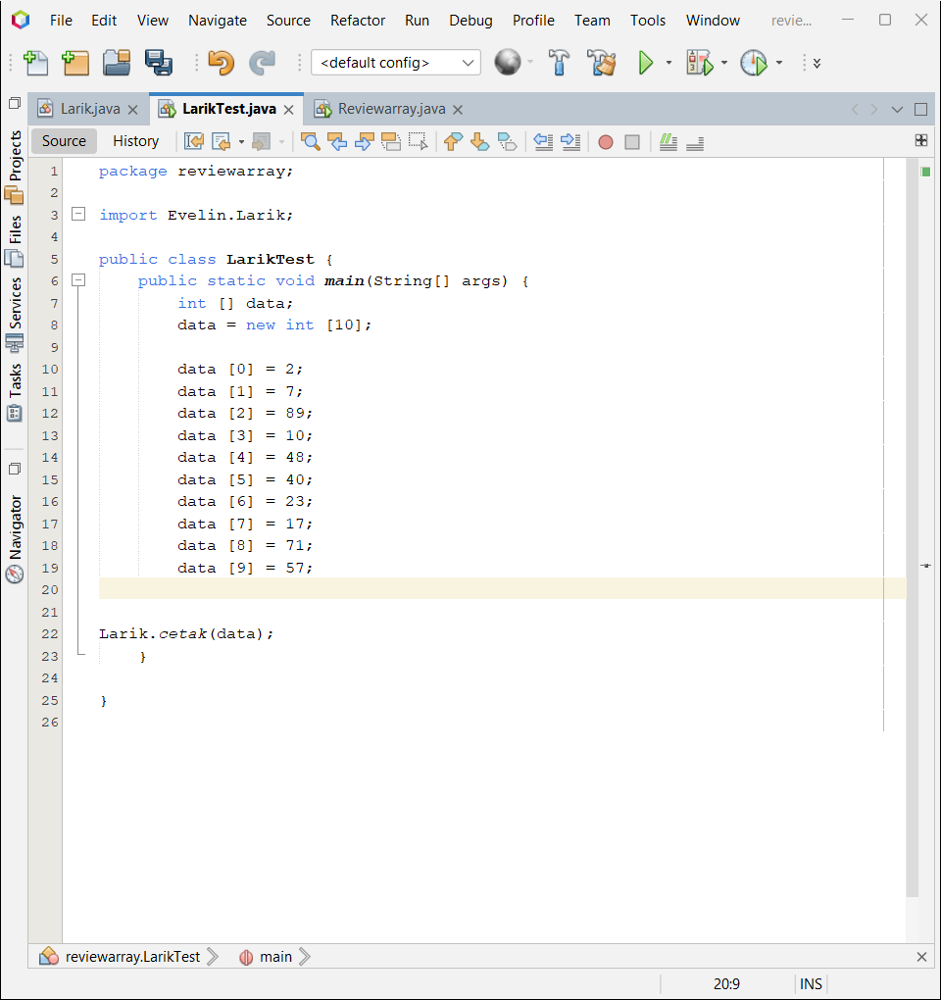 File Edit View Navigate Source Refactor Run Debug Profile Team Tools Window revie...
<default config>
Larik.java LarikTest.java Reviewarray.java
Source History
Projects
Files
Services
Tasks
Navigator
1 package reviewarray;
2
3 import Evelin.Larik;
4
5 public class LarikTest {
6 public static void main(String[] args) {
7 int [] data;
8 data = new int [10];
9
10 data [0] = 2;
11 data [1] = 7;
12 data [2] = 89;
13 data [3] = 10;
14 data [4] = 48;
15 data [5] = 40;
16 data [6] = 23;
17 data [7] = 17;
18 data [8] = 71;
19 data [9] = 57;
20
21
22 Larik.cetak(data);
23 }
24
25 }
26
reviewarray.LarikTest main
20:9 INS